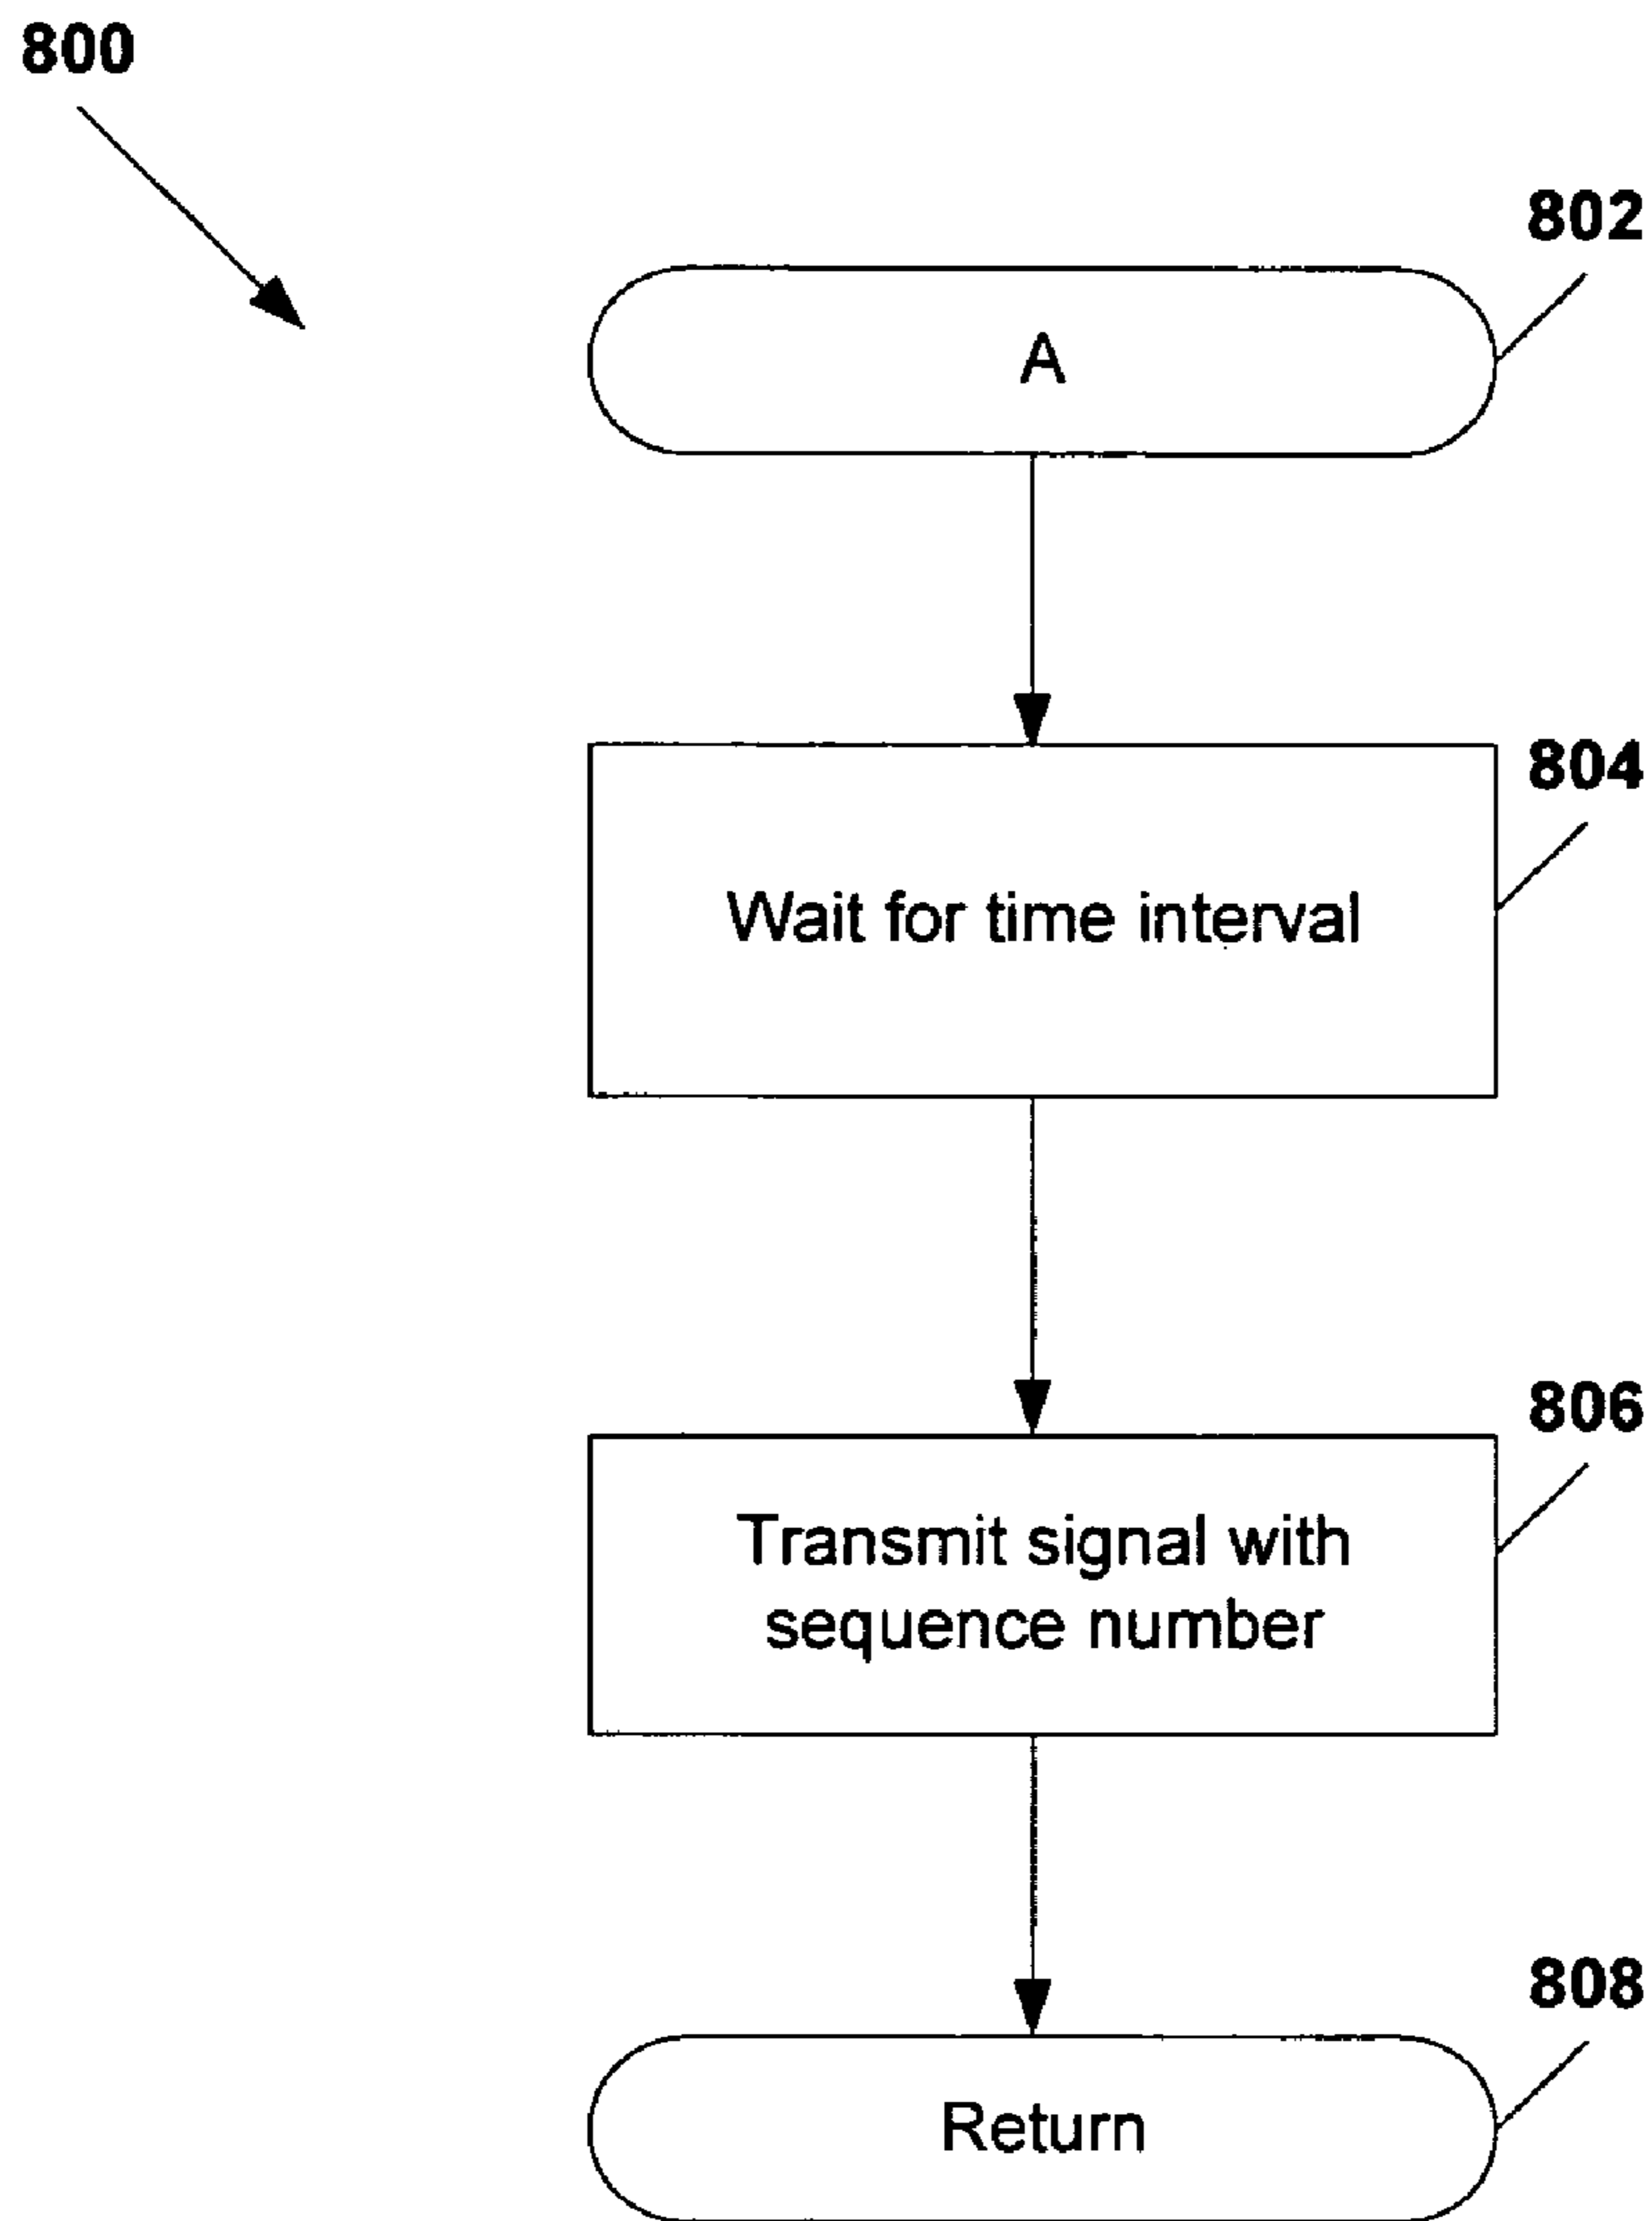 800
802
A
804
Wait for time interval
806
Transmit signal with
sequence number
808
Return